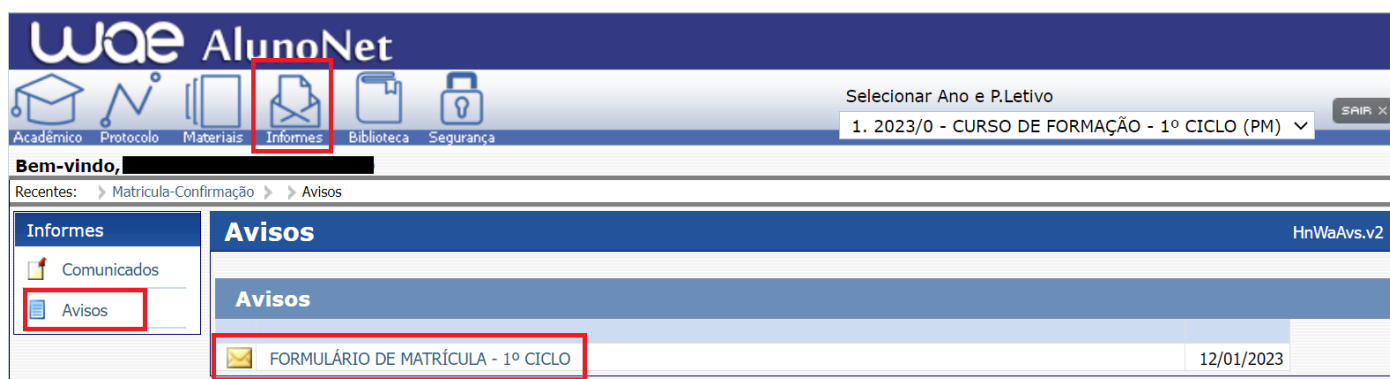 wae AlunoNet
Selecionar Ano e P.Letivo
1. 2023/0 - CURSO DE FORMAÇÃO - 1º CICLO (PM)
SAIR X
Acadêmico Protocolo Materiais Informes Biblioteca Segurança
Bem-vindo,
Recentes: Matricula-Confirmação Avisos
Informes
Comunicados
Avisos
Avisos HnWaAvs.v2
Avisos
FORMULÁRIO DE MATRÍCULA - 1º CICLO 12/01/2023